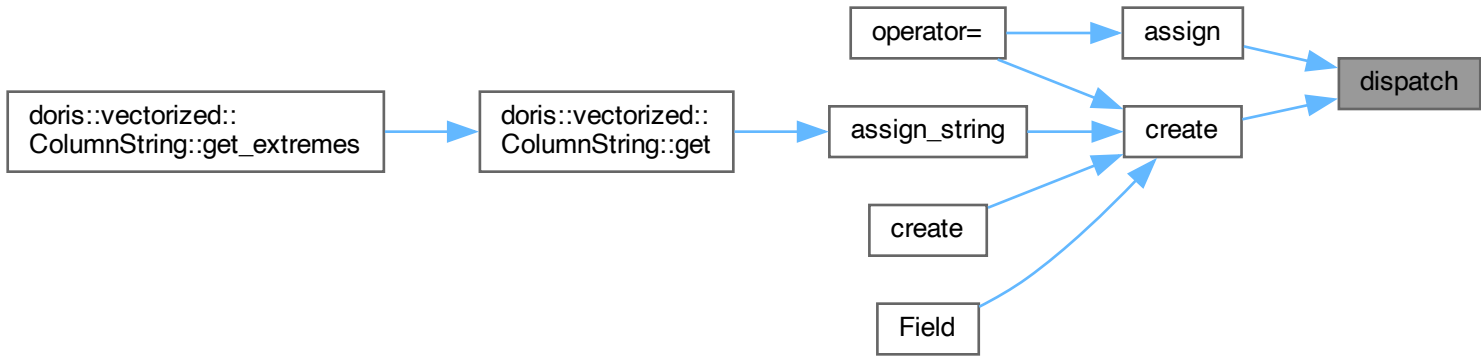 operator=
assign
dispatch
doris::vectorized::
ColumnString::get_extremes
doris::vectorized::
ColumnString::get
assign_string
create
create
Field